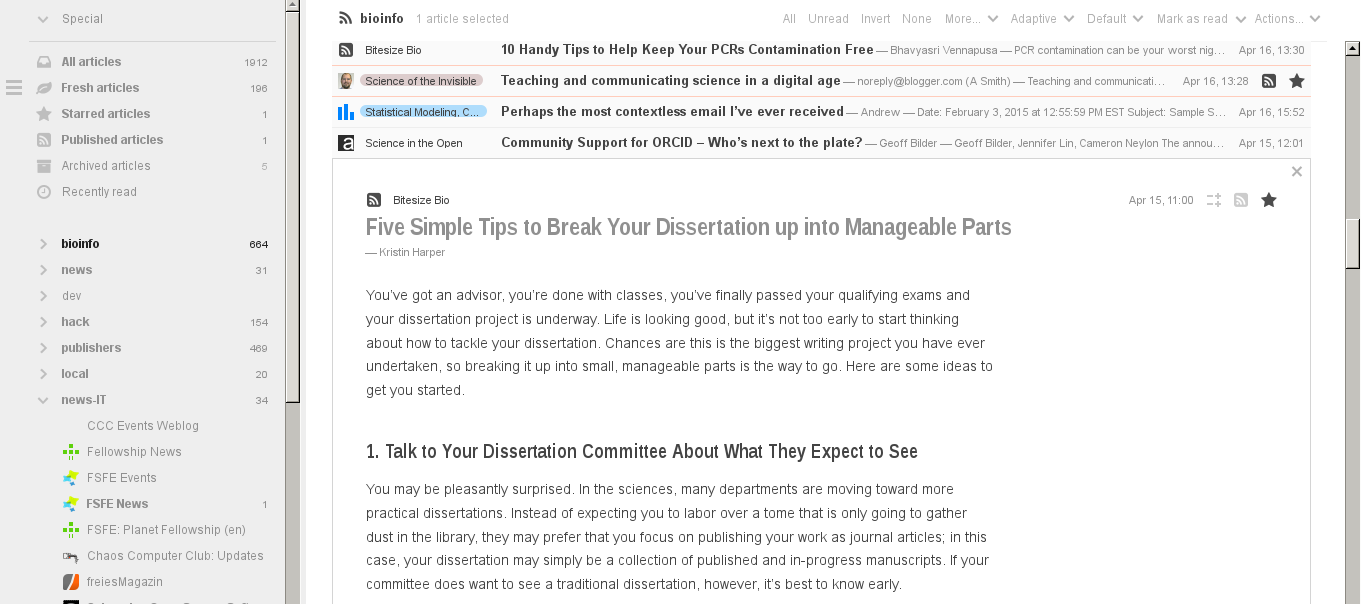 Special
All articles 1912
Fresh articles 196
Starred articles 1
Published articles 1
Archived articles 5
Recently read
bioinfo 664
news 31
dev
hack 154
publishers 469
local 20
news-IT 34
CCC Events Weblog
Fellowship News
FSFE Events
FSFE News 1
FSFE: Planet Fellowship (en)
Chaos Computer Club: Updates
freiesMagazin
bioinfo 1 article selected All Unread Invert None More... Adaptive Default Mark as read Actions...
Bitesize Bio 10 Handy Tips to Help Keep Your PCRs Contamination Free — Bhavyasri Vennapusa — PCR contamination can be your worst nig... Apr 16, 13:30
Science of the Invisible Teaching and communicating science in a digital age — noreply@blogger.com (A Smith) — Teaching and communicati... Apr 16, 13:28
Statistical Modeling, C... Perhaps the most contextless email I've ever received — Andrew — Date: February 3, 2015 at 12:55:59 PM EST Subject: Sample S... Apr 16, 15:52
a Science in the Open Community Support for ORCID – Who's next to the plate? — Geoff Bilder — Geoff Bilder, Jennifer Lin, Cameron Neylon The annou... Apr 15, 12:01
Bitesize Bio Apr 15, 11:00
Five Simple Tips to Break Your Dissertation up into Manageable Parts
— Kristin Harper
You've got an advisor, you're done with classes, you've finally passed your qualifying exams and
your dissertation project is underway. Life is looking good, but it's not too early to start thinking
about how to tackle your dissertation. Chances are this is the biggest writing project you have ever
undertaken, so breaking it up into small, manageable parts is the way to go. Here are some ideas to
get you started.
1. Talk to Your Dissertation Committee About What They Expect to See
You may be pleasantly surprised. In the sciences, many departments are moving toward more
practical dissertations. Instead of expecting you to labor over a tome that is only going to gather
dust in the library, they may prefer that you focus on publishing your work as journal articles; in this
case, your dissertation may simply be a collection of published and in-progress manuscripts. If your
committee does want to see a traditional dissertation, however, it's best to know early.